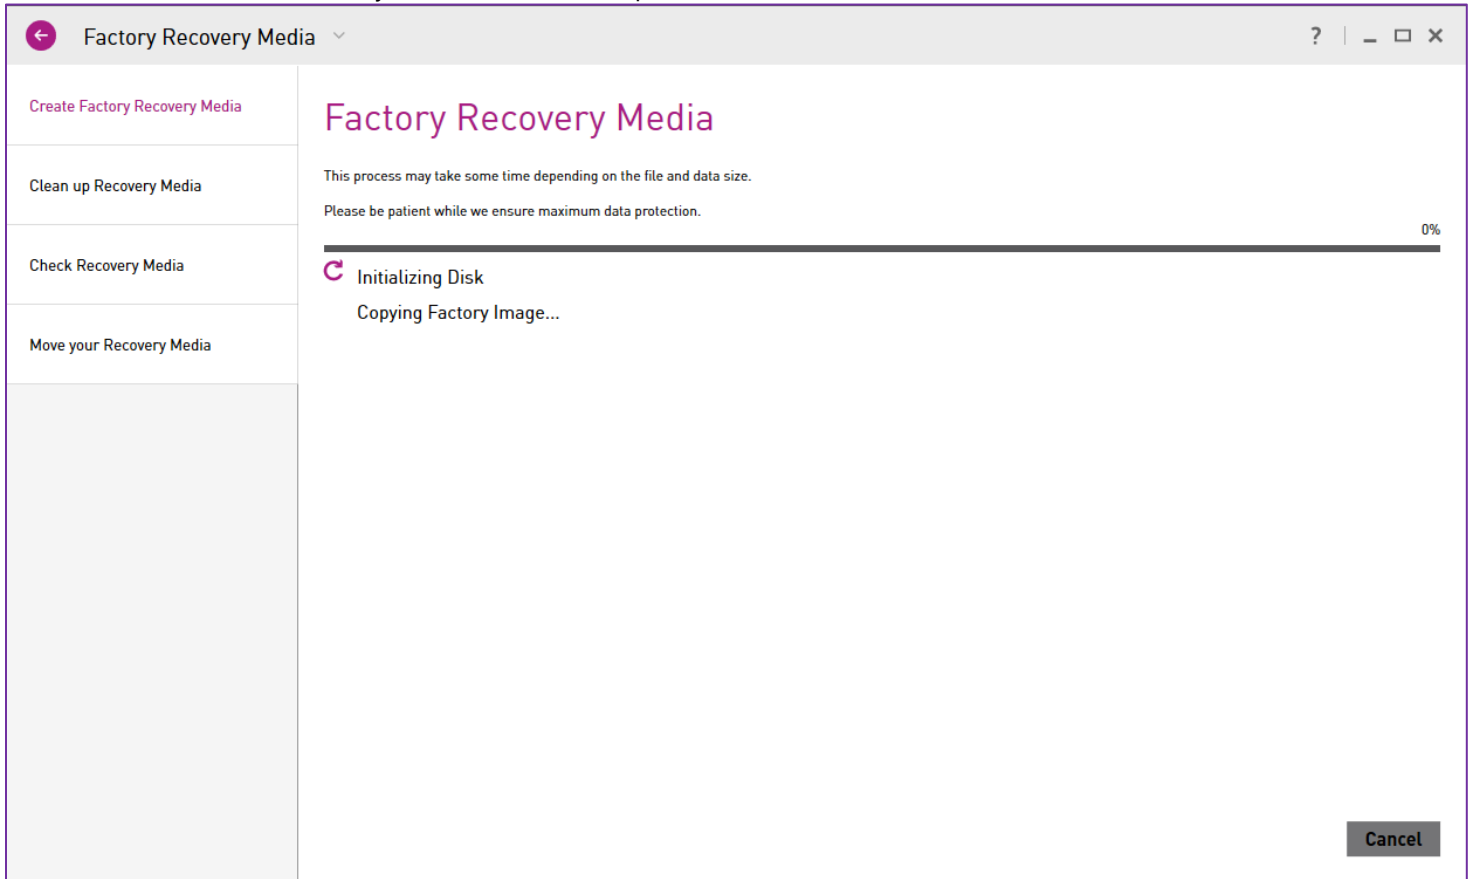 Factory Recovery Media
?
Create Factory Recovery Media
Clean up Recovery Media
Check Recovery Media
Move your Recovery Media
Factory Recovery Media
This process may take some time depending on the file and data size.
Please be patient while we ensure maximum data protection.
0%
Initializing Disk
Copying Factory Image...
Cancel